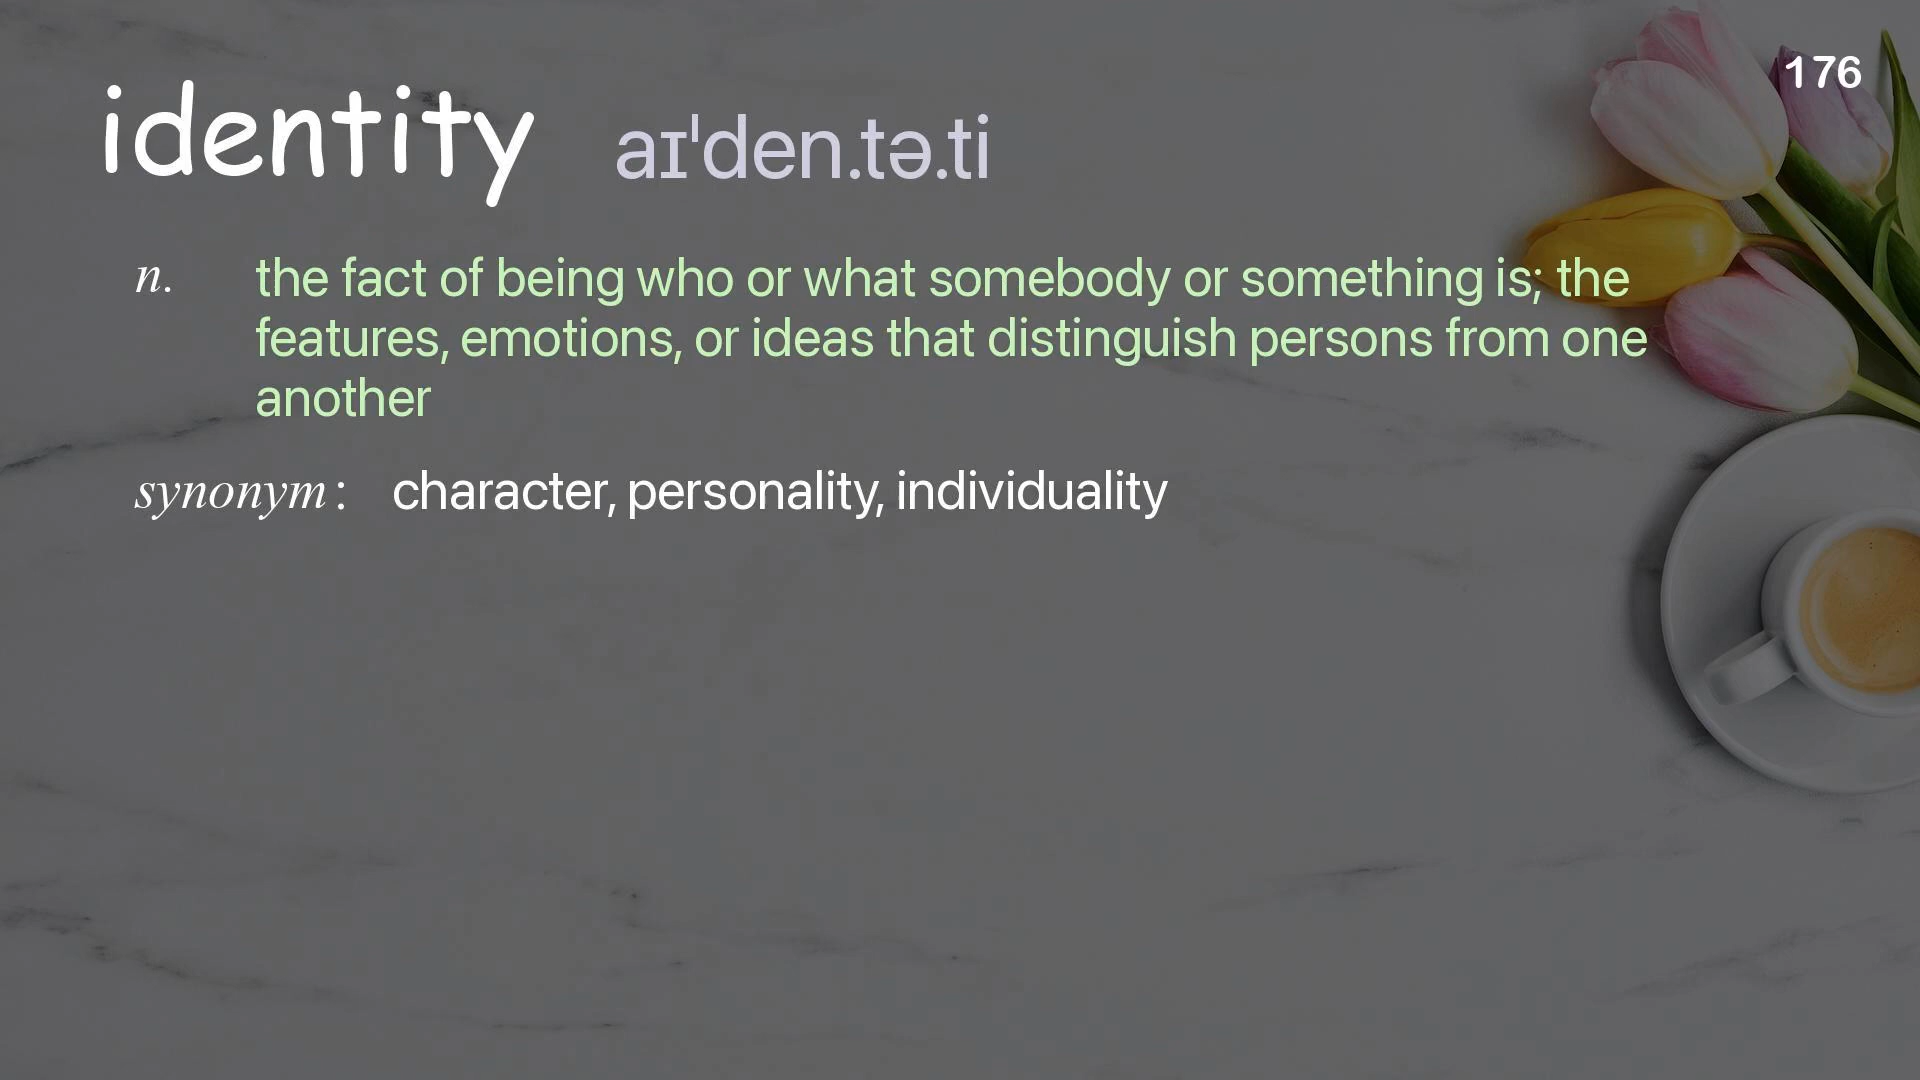 176
identity aɪˈden.tə.ti
n. the fact of being who or what somebody or something is; the
features, emotions, or ideas that distinguish persons from one
another
synonym: character, personality, individuality